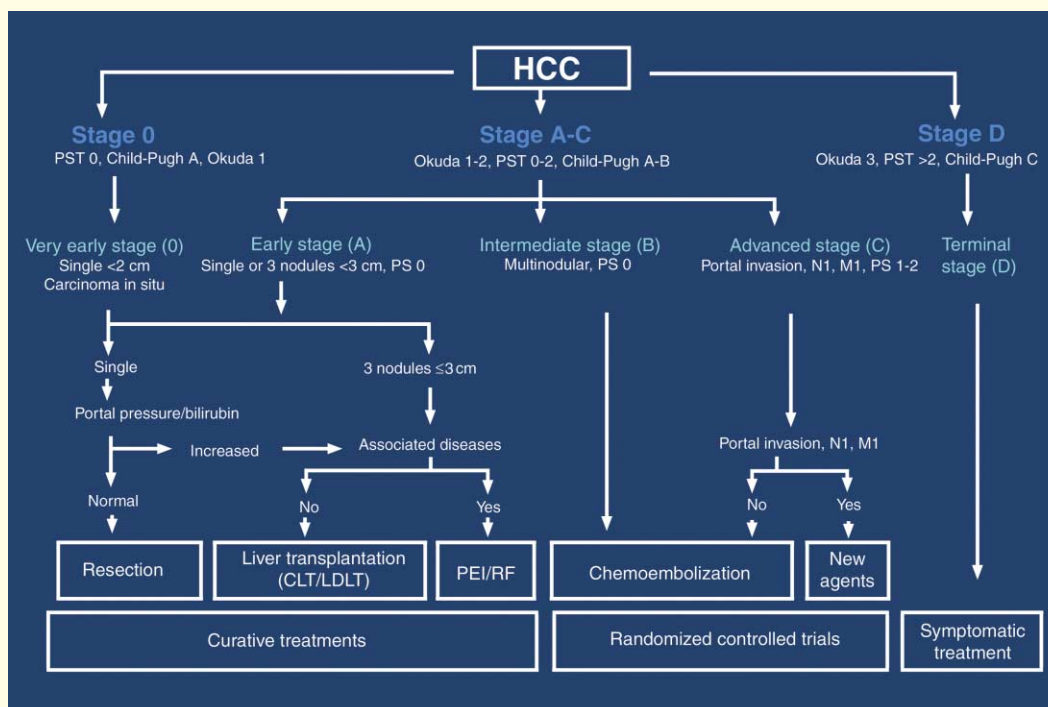 HCC
Stage 0
PST 0, Child-Pugh A, Okuda 1
Stage A-C
Okuda 1-2, PST 0-2, Child-Pugh A-B
Stage D
Okuda 3, PST >2, Child-Pugh C
Very early stage (0)
Single <2 cm
Carcinoma in situ
Early stage (A)
Single or 3 nodules <3 cm, PS 0
Intermediate stage (B)
Multinodular, PS 0
Advanced stage (C)
Portal invasion, N1, M1, PS 1-2
Terminal
stage (D)
Single
3 nodules ≤3 cm
Portal pressure/bilirubin
Increased
Associated diseases
Portal invasion, N1, M1
Normal
No
Yes
No
Yes
Resection
Liver transplantation
(CLT/LDLT)
PEI/RF
Chemoembolization
New
agents
Curative treatments
Randomized controlled trials
Symptomatic
treatment